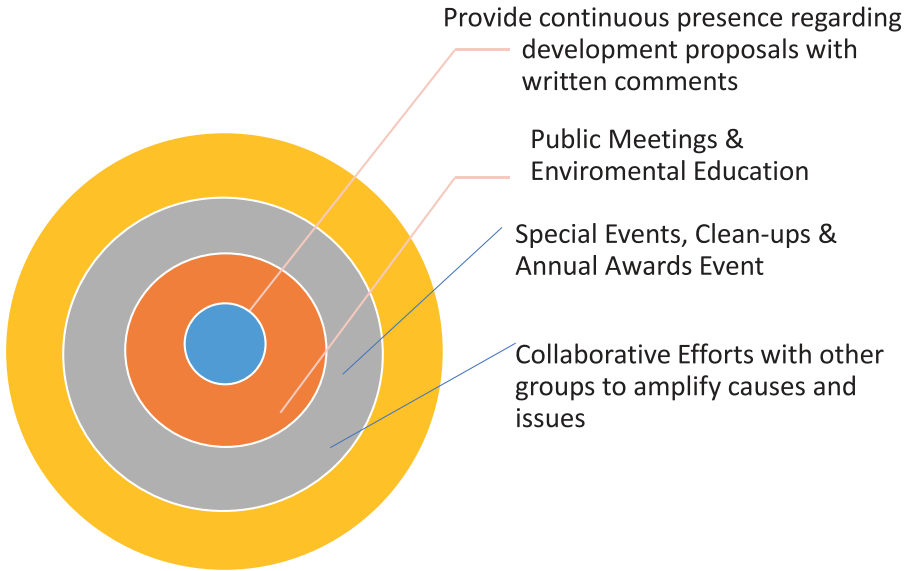 Provide continuous presence regarding
development proposals with
written comments
Public Meetings &
Enviromental Education
Special Events, Clean-ups &
Annual Awards Event
Collaborative Efforts with other
groups to amplify causes and
issues